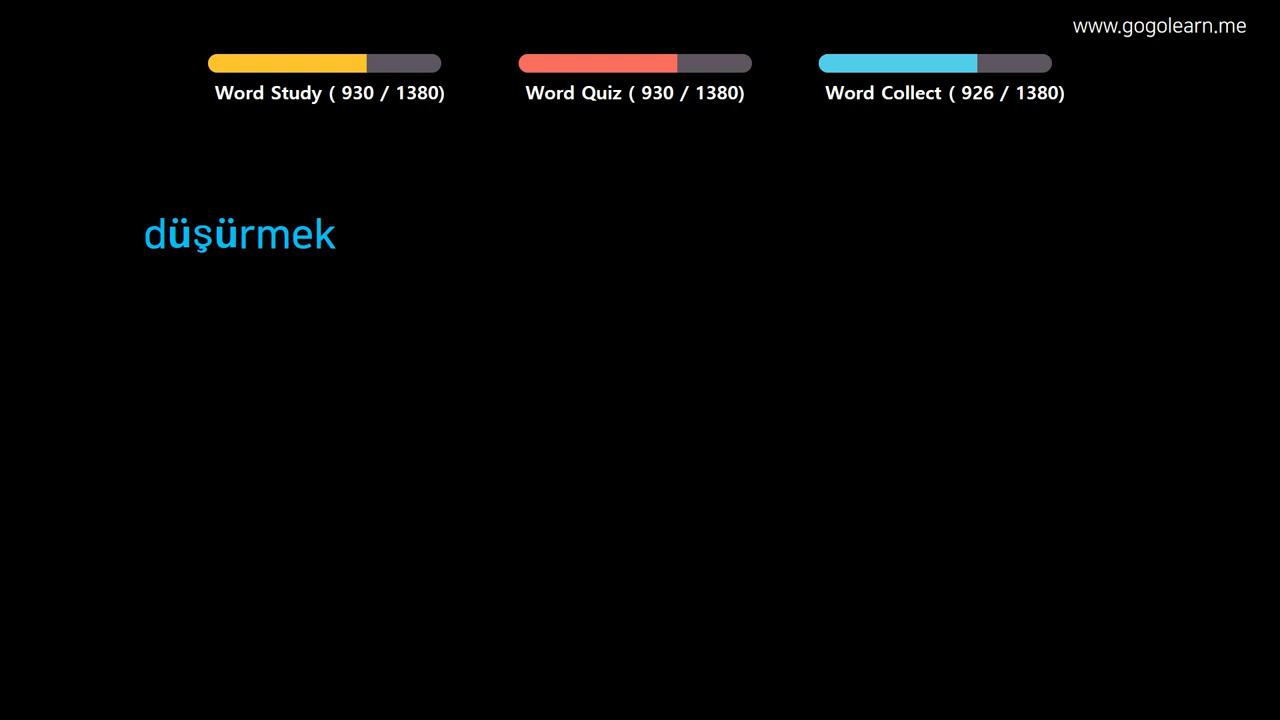 www.gogolearn.me
Word Study ( 930 / 1380)
Word Quiz ( 930 / 1380)
Word Collect ( 926 / 1380)
düşürmek